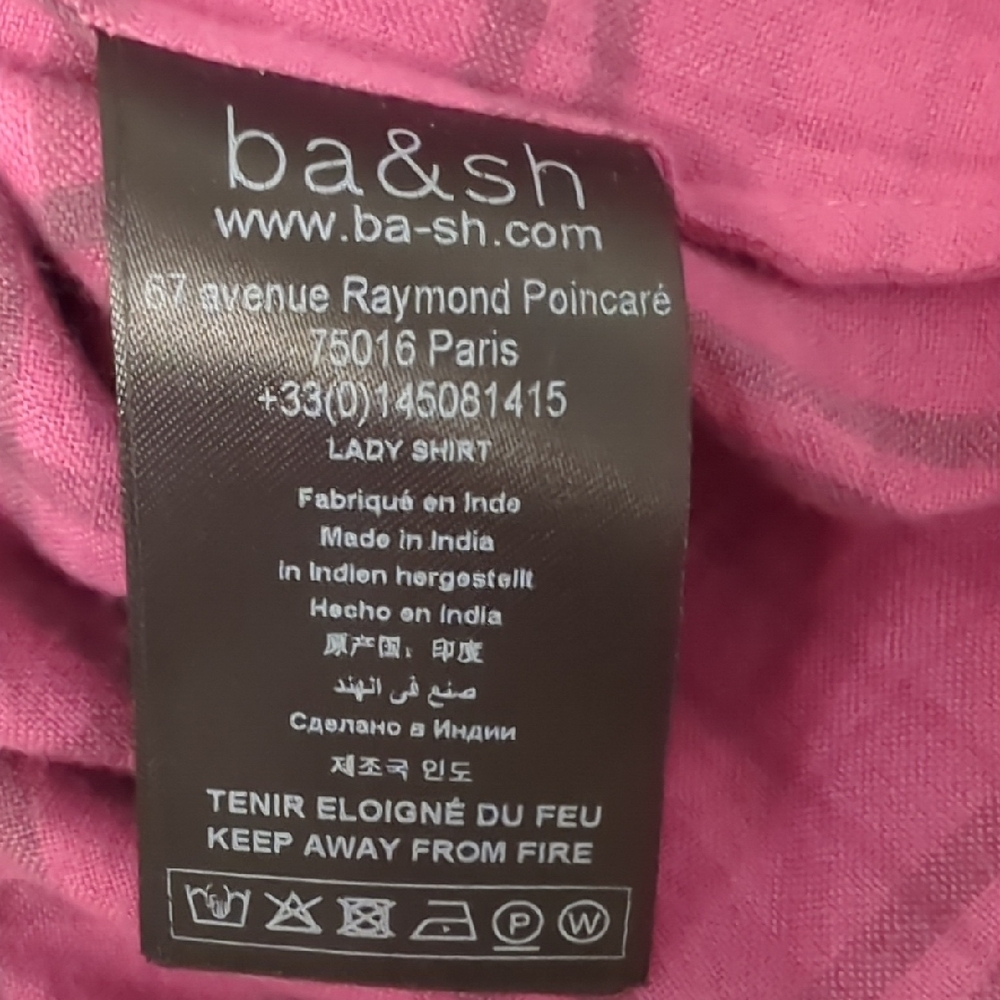 ba&sh
www.ba-sh.com
67 avenue Raymond Poincaré
75016 Paris
+33(0)145081415
LADY SHIRT
Fabriqué en Inde
Made in India
In Indien hergestellt
Hecho en India
原产国：印度
صنع في الهند
Сделано в Индии
제조국 인도
TENIR ELOIGNÉ DU FEU
KEEP AWAY FROM FIRE
P W